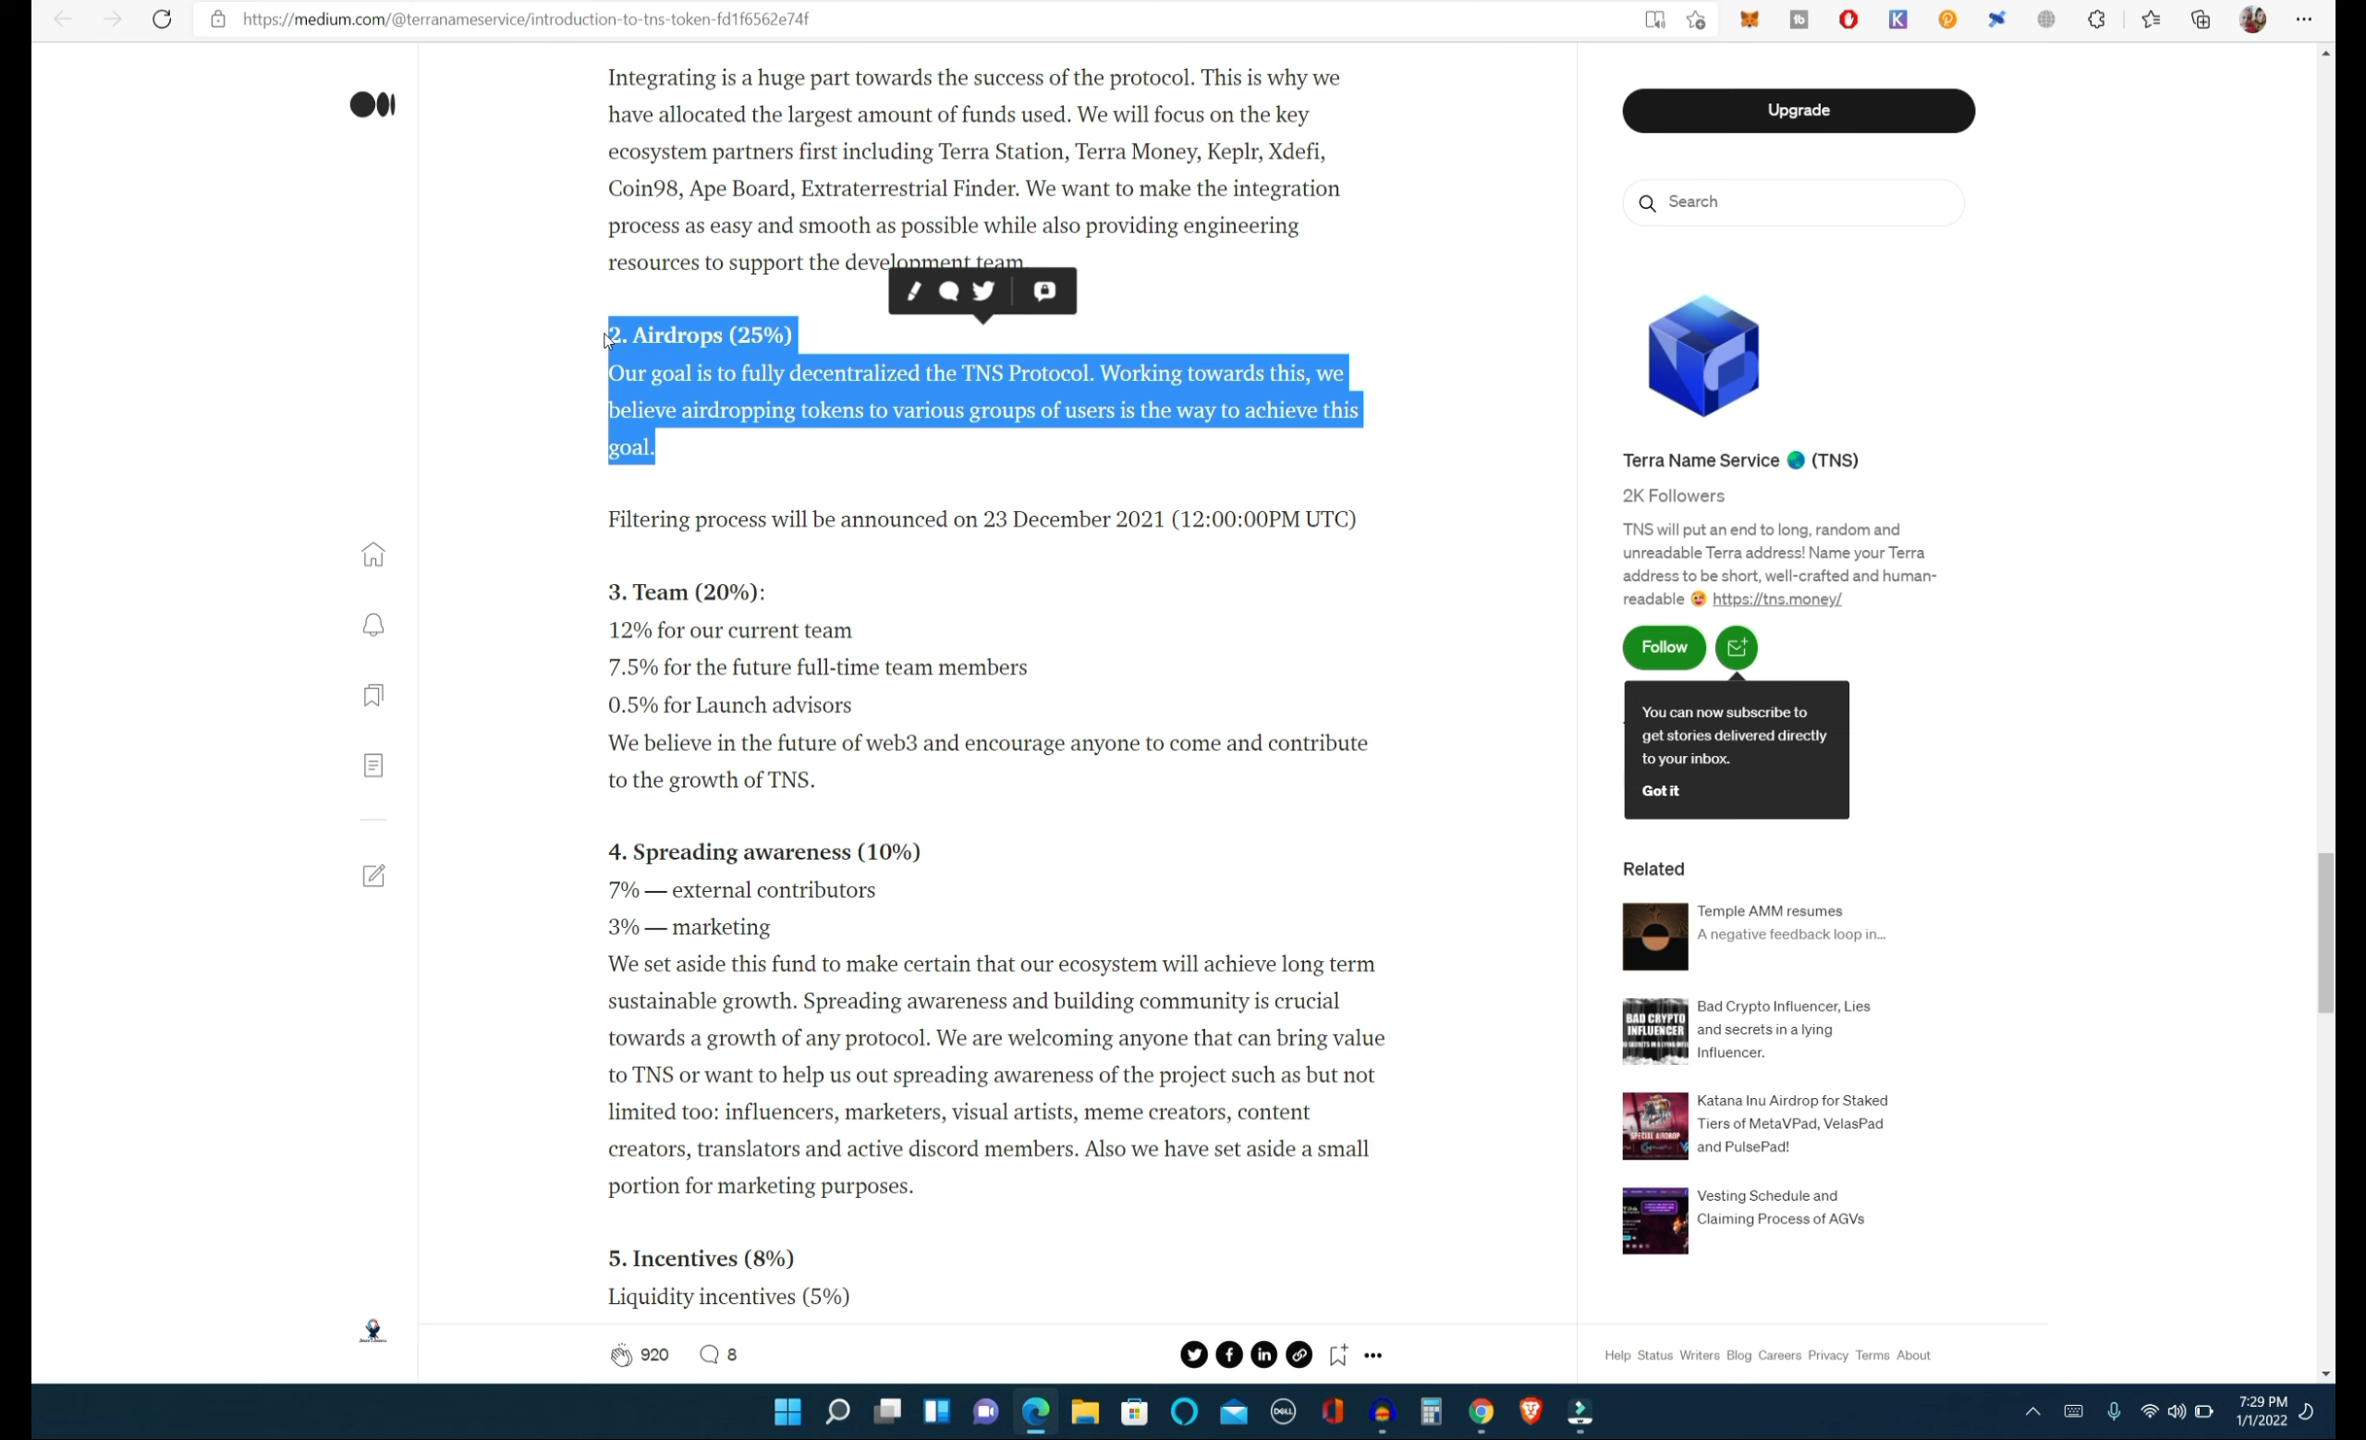 https://medium.com/@terranameservice/introduction-to-tns-token-fd1f6562e74f
Integrating is a huge part towards the success of the protocol. This is why we
have allocated the largest amount of funds used. We will focus on the key
ecosystem partners first including Terra Station, Terra Money, Keplr, Xdefi,
Coin98, Ape Board, Extraterrestrial Finder. We want to make the integration
process as easy and smooth as possible while also providing engineering
resources to support the development team.
2. Airdrops (25%)
Our goal is to fully decentralized the TNS Protocol. Working towards this, we
believe airdropping tokens to various groups of users is the way to achieve this
goal.
Filtering process will be announced on 23 December 2021 (12:00:00PM UTC)
3. Team (20%):
12% for our current team
7.5% for the future full-time team members
0.5% for Launch advisors
We believe in the future of web3 and encourage anyone to come and contribute
to the growth of TNS.
4. Spreading awareness (10%)
7% — external contributors
3% — marketing
We set aside this fund to make certain that our ecosystem will achieve long term
sustainable growth. Spreading awareness and building community is crucial
towards a growth of any protocol. We are welcoming anyone that can bring value
to TNS or want to help us out spreading awareness of the project such as but not
limited too: influencers, marketers, visual artists, meme creators, content
creators, translators and active discord members. Also we have set aside a small
portion for marketing purposes.
5. Incentives (8%)
Liquidity incentives (5%)
920
8
Upgrade
Search
Terra Name Service (TNS)
2K Followers
TNS will put an end to long, random and
unreadable Terra address! Name your Terra
address to be short, well-crafted and human-
readable https://tns.money/
Follow
You can now subscribe to
get stories delivered directly
to your inbox.
Got it
Related
Temple AMM resumes
A negative feedback loop in...
BAD CRYPTO
INFLUENCER
Bad Crypto Influencer, Lies
and secrets in a lying
Influencer.
SPECIAL AIRDROP
Katana Inu Airdrop for Staked
Tiers of MetaVPad, VelasPad
and PulsePad!
Vesting Schedule and
Claiming Process of AGVs
Help Status Writers Blog Careers Privacy Terms About
DELL
7:29 PM
1/1/2022